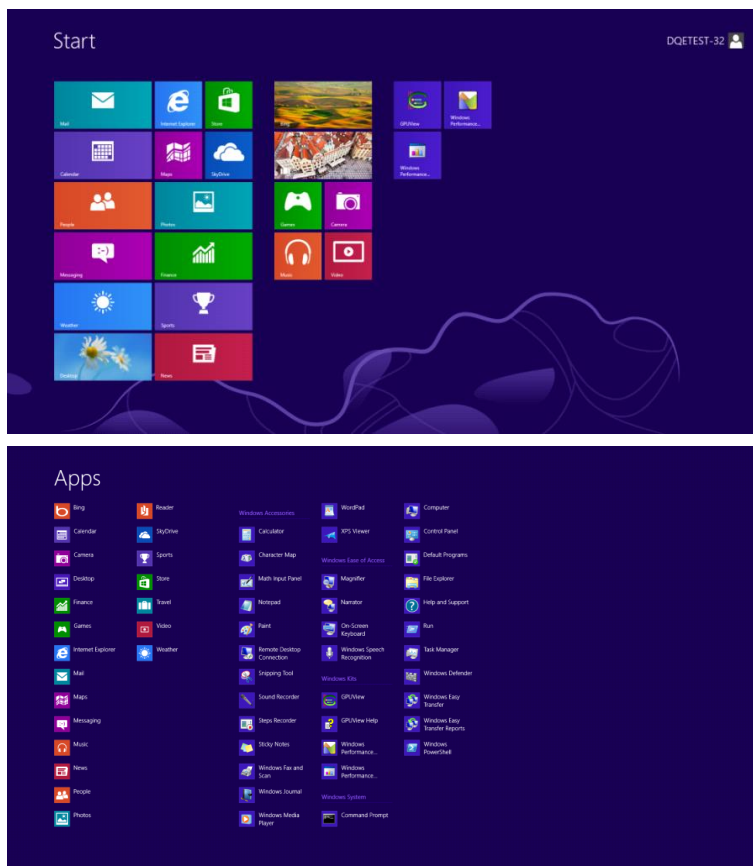 Start
DQETEST-32
Mail
Internet Explorer
Store
Bing
GPUView
Windows
Performance...
Calendar
Maps
SkyDrive
Windows
Performance...
People
Photos
Games
Camera
Messaging
Finance
Music
Video
Weather
Sports
Desktop
News
Apps
Bing
Calendar
Camera
Desktop
Finance
Games
Internet Explorer
Mail
Maps
Messaging
Music
News
People
Photos
Reader
SkyDrive
Sports
Store
Travel
Video
Weather
Windows Accessories
Calculator
Character Map
Math Input Panel
Notepad
Paint
Remote Desktop
Connection
Snipping Tool
Sound Recorder
Steps Recorder
Sticky Notes
Windows Fax and
Scan
Windows Journal
Windows Media
Player
WordPad
XPS Viewer
Windows Ease of Access
Magnifier
Narrator
On-Screen
Keyboard
Windows Speech
Recognition
Windows Kits
GPUView
GPUView Help
Windows
Performance...
Windows
Performance...
Windows System
Command Prompt
Computer
Control Panel
Default Programs
File Explorer
Help and Support
Run
Task Manager
Windows Defender
Windows Easy
Transfer
Windows Easy
Transfer Reports
Windows
PowerShell